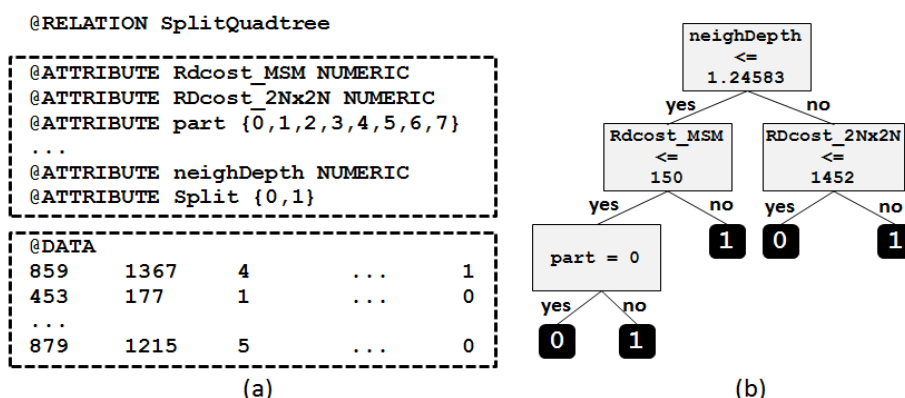 @RELATION SplitQuadtree
@ATTRIBUTE Rdcost_MSM NUMERIC
@ATTRIBUTE RDcost_2Nx2N NUMERIC
@ATTRIBUTE part {0,1,2,3,4,5,6,7}
...
@ATTRIBUTE neighDepth NUMERIC
@ATTRIBUTE Split {0,1}
@DATA
859 1367 4 ... 1
453 177 1 ... 0
...
879 1215 5 ... 0
(a)
neighDepth
<=
1.24583
yes no
Rdcost_MSM
<=
150
RDcost_2Nx2N
<=
1452
yes no yes no
part = 0
1 0 1
yes no
0 1
(b)